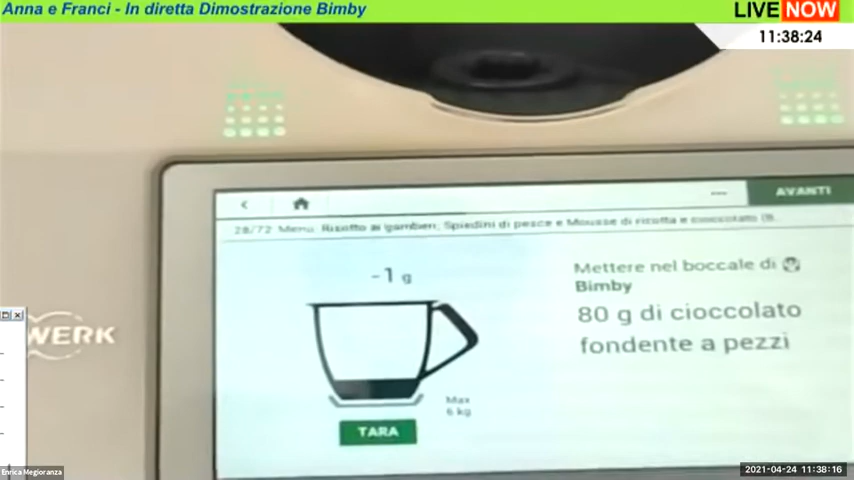 Anna e Franci - In diretta Dimostrazione Bimby
LIVE NOW
11:38:24
AVANTI
28/72 Menu: Risotto ai gamberi; Spiedini di pesce e Mousse di ricotta e cioccolato (B...
-1 g
Mettere nel boccale di
Bimby
80 g di cioccolato
fondente a pezzi
Max
6 kg
TARA
WERK
Enrica Megioranza
2021-04-24 11:38:16